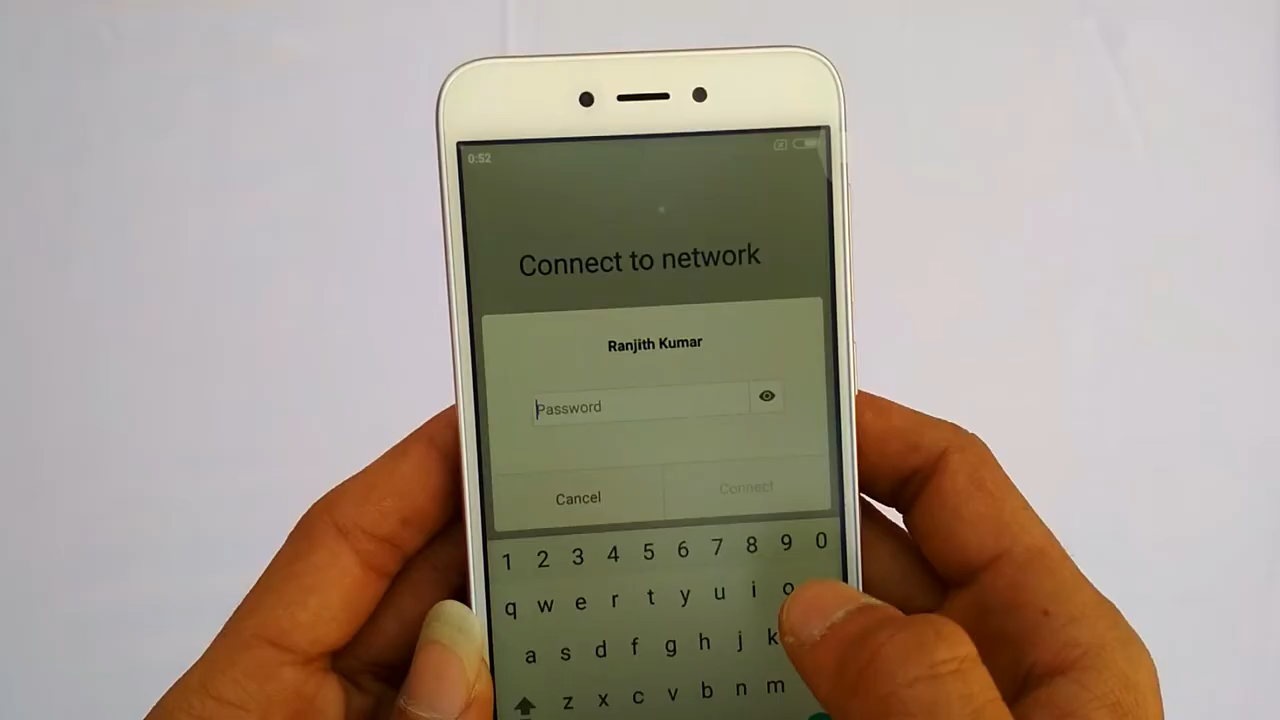 0:52
Connect to network
Ranjith Kumar
Password
Cancel Connect
1 2 3 4 5 6 7 8 9 0
q w e r t y u i o
a s d f g h j k
z x c v b n m